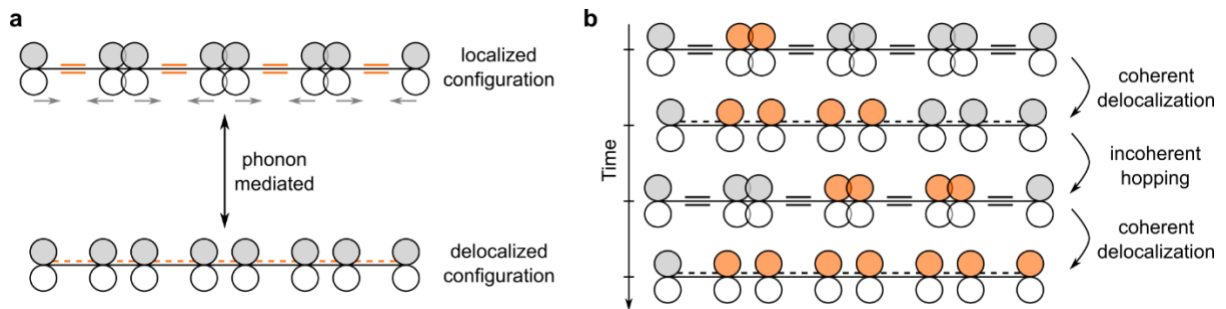 a
localized
configuration
phonon
mediated
delocalized
configuration
b
Time
coherent
delocalization
incoherent
hopping
coherent
delocalization